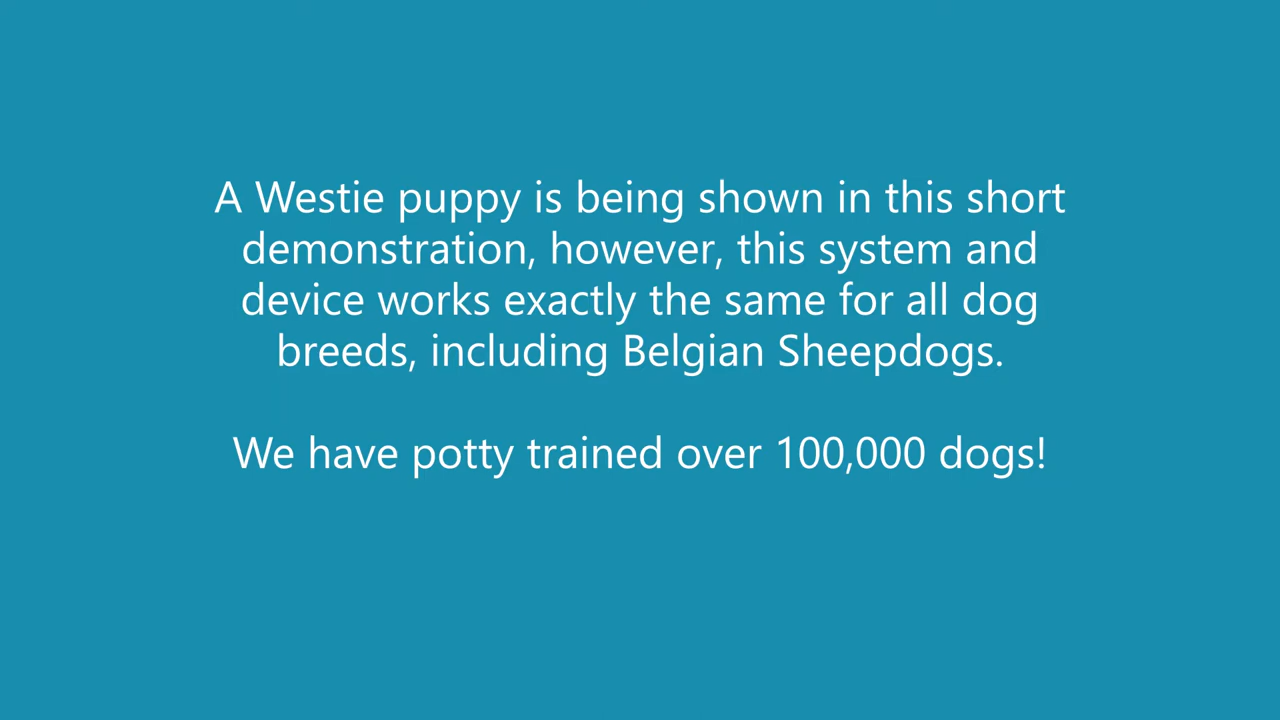 A Westie puppy is being shown in this short
demonstration, however, this system and
device works exactly the same for all dog
breeds, including Belgian Sheepdogs.
We have potty trained over 100,000 dogs!